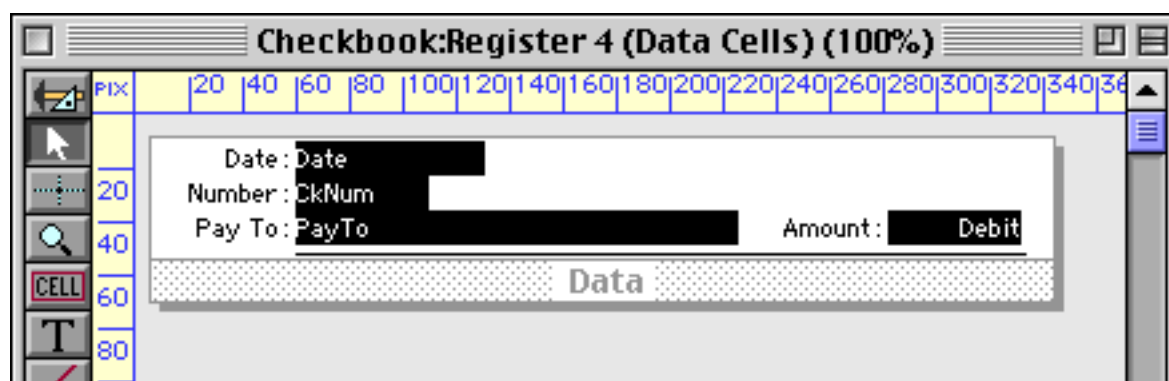 Checkbook:Register 4 (Data Cells) (100%)
PIX 20 40 60 80 100 120 140 160 180 200 220 240 260 280 300 320 340 36
Date: Date
20
Number: CkNum
Pay To: PayTo Amount: Debit
40
CELL
Data
60
T
80